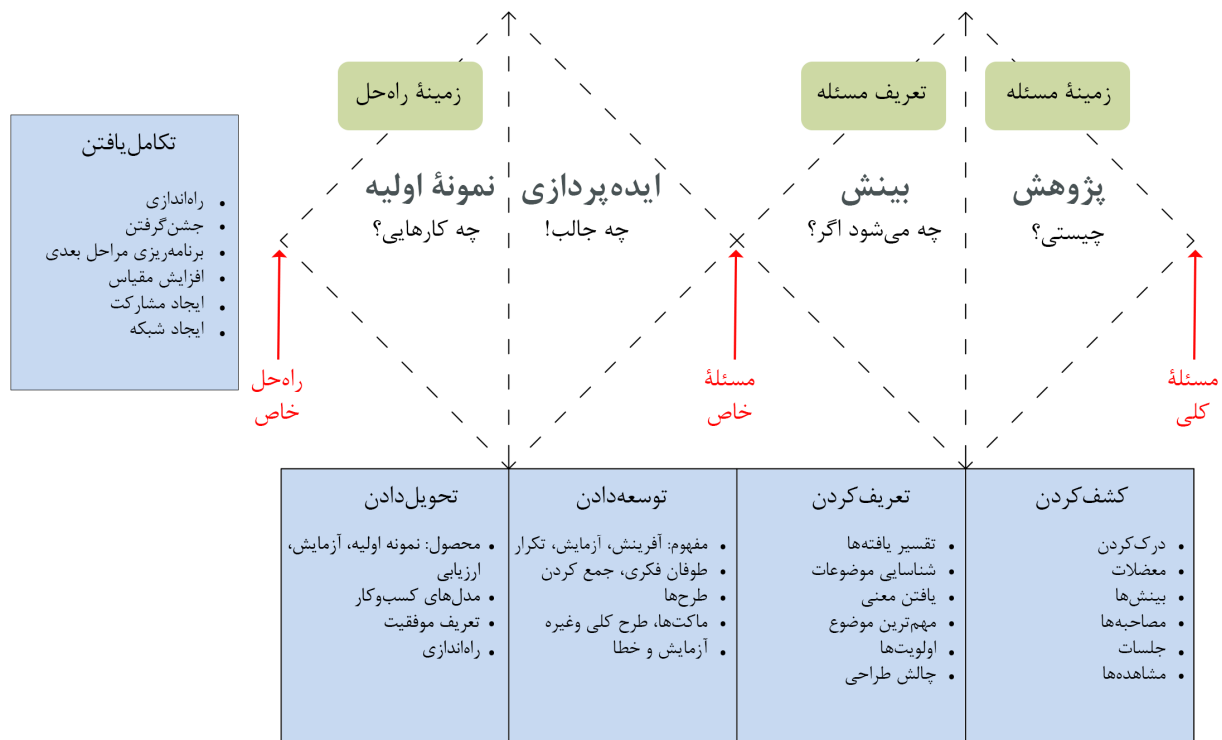 زمینهٔ مسئله
تعریف مسئله
زمینهٔ راه‌حل
پژوهش
چیستی؟
بینش
چه می‌شود اگر؟
ایده‌پردازی
چه جالب!
نمونهٔ اولیه
چه کارهایی؟
مسئلهٔ
کلی
مسئلهٔ
خاص
راه‌حل
خاص
کشف‌کردن
• درک‌کردن
• معضلات
• بینش‌ها
• مصاحبه‌ها
• جلسات
• مشاهده‌ها
تعریف‌کردن
• تقسیر یافته‌ها
• شناسایی موضوعات
• یافتن معنی
• مهم‌ترین موضوع
• اولویت‌ها
• چالش طراحی
توسعه‌دادن
• مفهوم: آفرینش، آزمایش، تکرار
• طوفان فکری، جمع کردن
• طرح‌ها
• ماکت‌ها، طرح کلی وغیره
• آزمایش و خطا
تحویل‌دادن
• محصول: نمونه اولیه، آزمایش،
ارزیابی
• مدل‌های کسب‌وکار
• تعریف موفقیت
• راه‌اندازی
تکامل‌یافتن
• راه‌اندازی
• جشن‌گرفتن
• برنامه‌ریزی مراحل بعدی
• افزایش مقیاس
• ایجاد مشارکت
• ایجاد شبکه